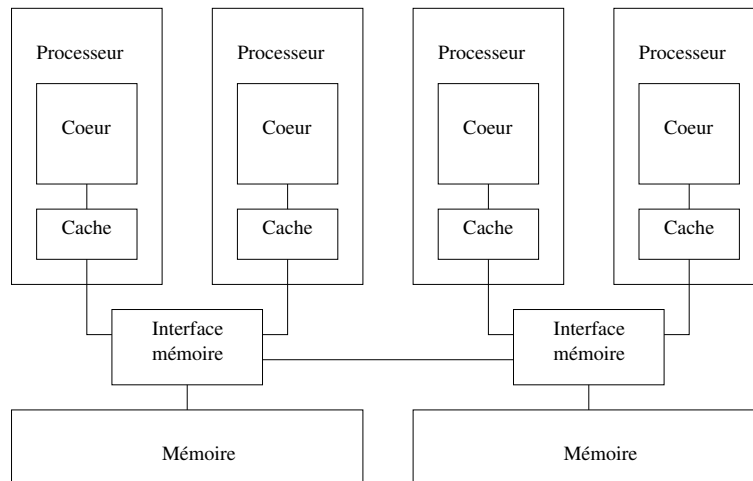 Processeur
Processeur
Processeur
Processeur
Coeur
Coeur
Coeur
Coeur
Cache
Cache
Cache
Cache
Interface
mémoire
Interface
mémoire
Mémoire
Mémoire